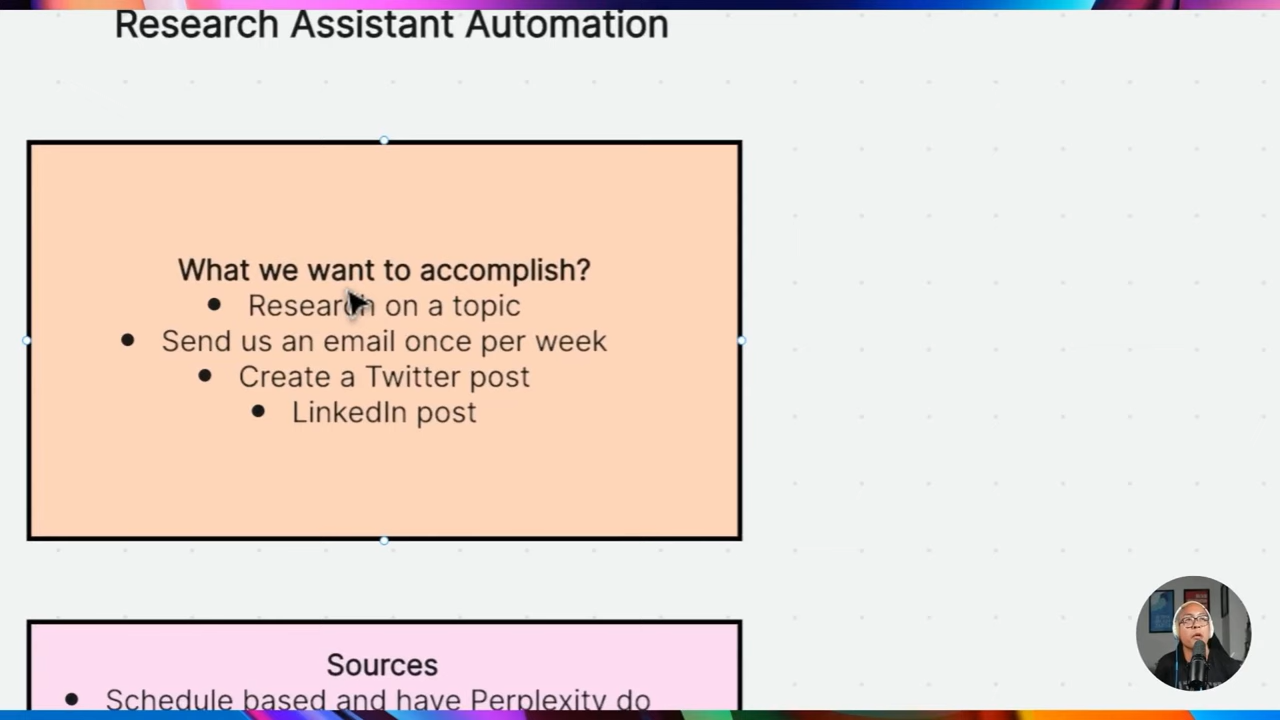 Research Assistant Automation
What we want to accomplish?
● Research on a topic
● Send us an email once per week
● Create a Twitter post
● LinkedIn post
Sources
● Schedule based and have Perplexity do